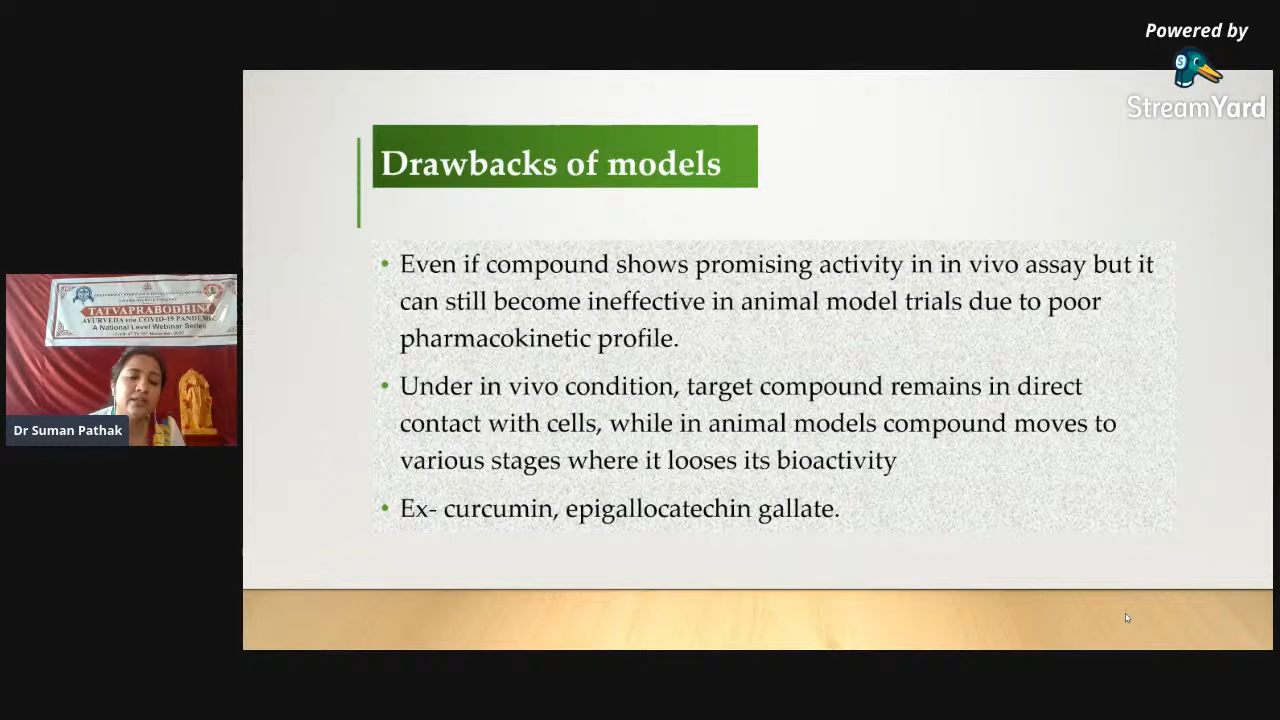 Powered by
StreamYard
Drawbacks of models
• Even if compound shows promising activity in in vivo assay but it
can still become ineffective in animal model trials due to poor
pharmacokinetic profile.
• Under in vivo condition, target compound remains in direct
contact with cells, while in animal models compound moves to
various stages where it looses its bioactivity
• Ex- curcumin, epigallocatechin gallate.
TATVAPRABODHINI
AYURVEDA FOR COVID-19 PANDEMIC
A National Level Webinar Series
Dr Suman Pathak